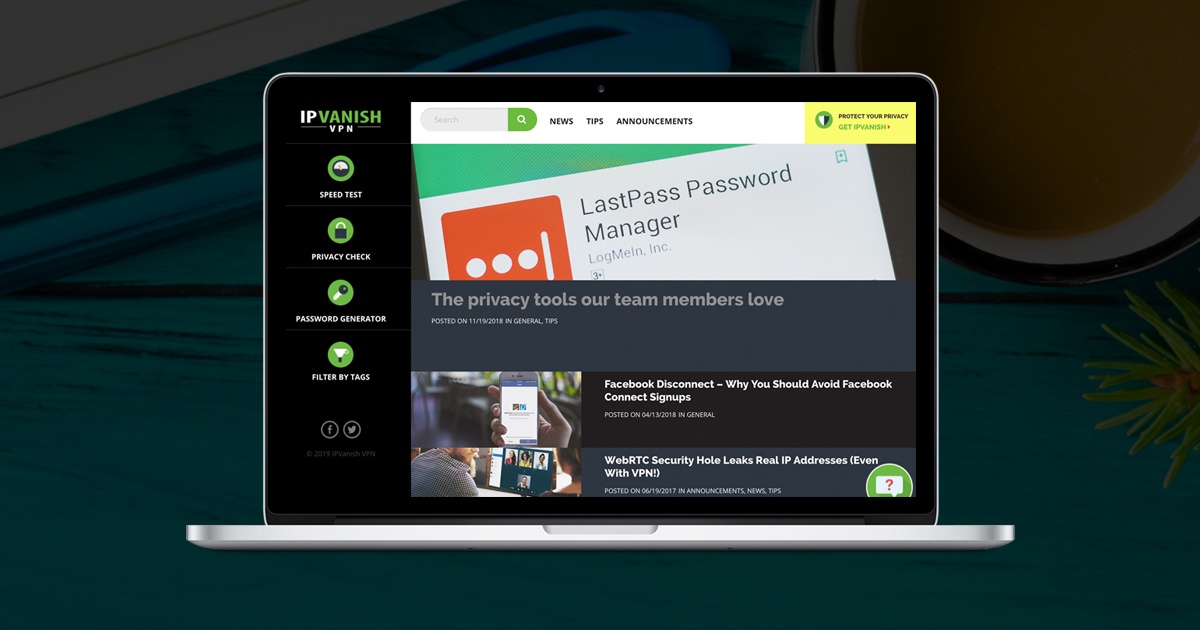 IPVANISH
VPN
SPEED TEST
PRIVACY CHECK
PASSWORD GENERATOR
FILTER BY TAGS
© 2019 IPVanish VPN
Search
NEWS TIPS ANNOUNCEMENTS
PROTECT YOUR PRIVACY
GET IPVANISH
LastPass Password
Manager
LogMeIn, Inc.
3+
The privacy tools our team members love
POSTED ON 11/19/2018 IN GENERAL, TIPS
Facebook Disconnect – Why You Should Avoid Facebook
Connect Signups
POSTED ON 04/13/2018 IN GENERAL
WebRTC Security Hole Leaks Real IP Addresses (Even
With VPN!)
POSTED ON 06/19/2017 IN ANNOUNCEMENTS, NEWS, TIPS
?